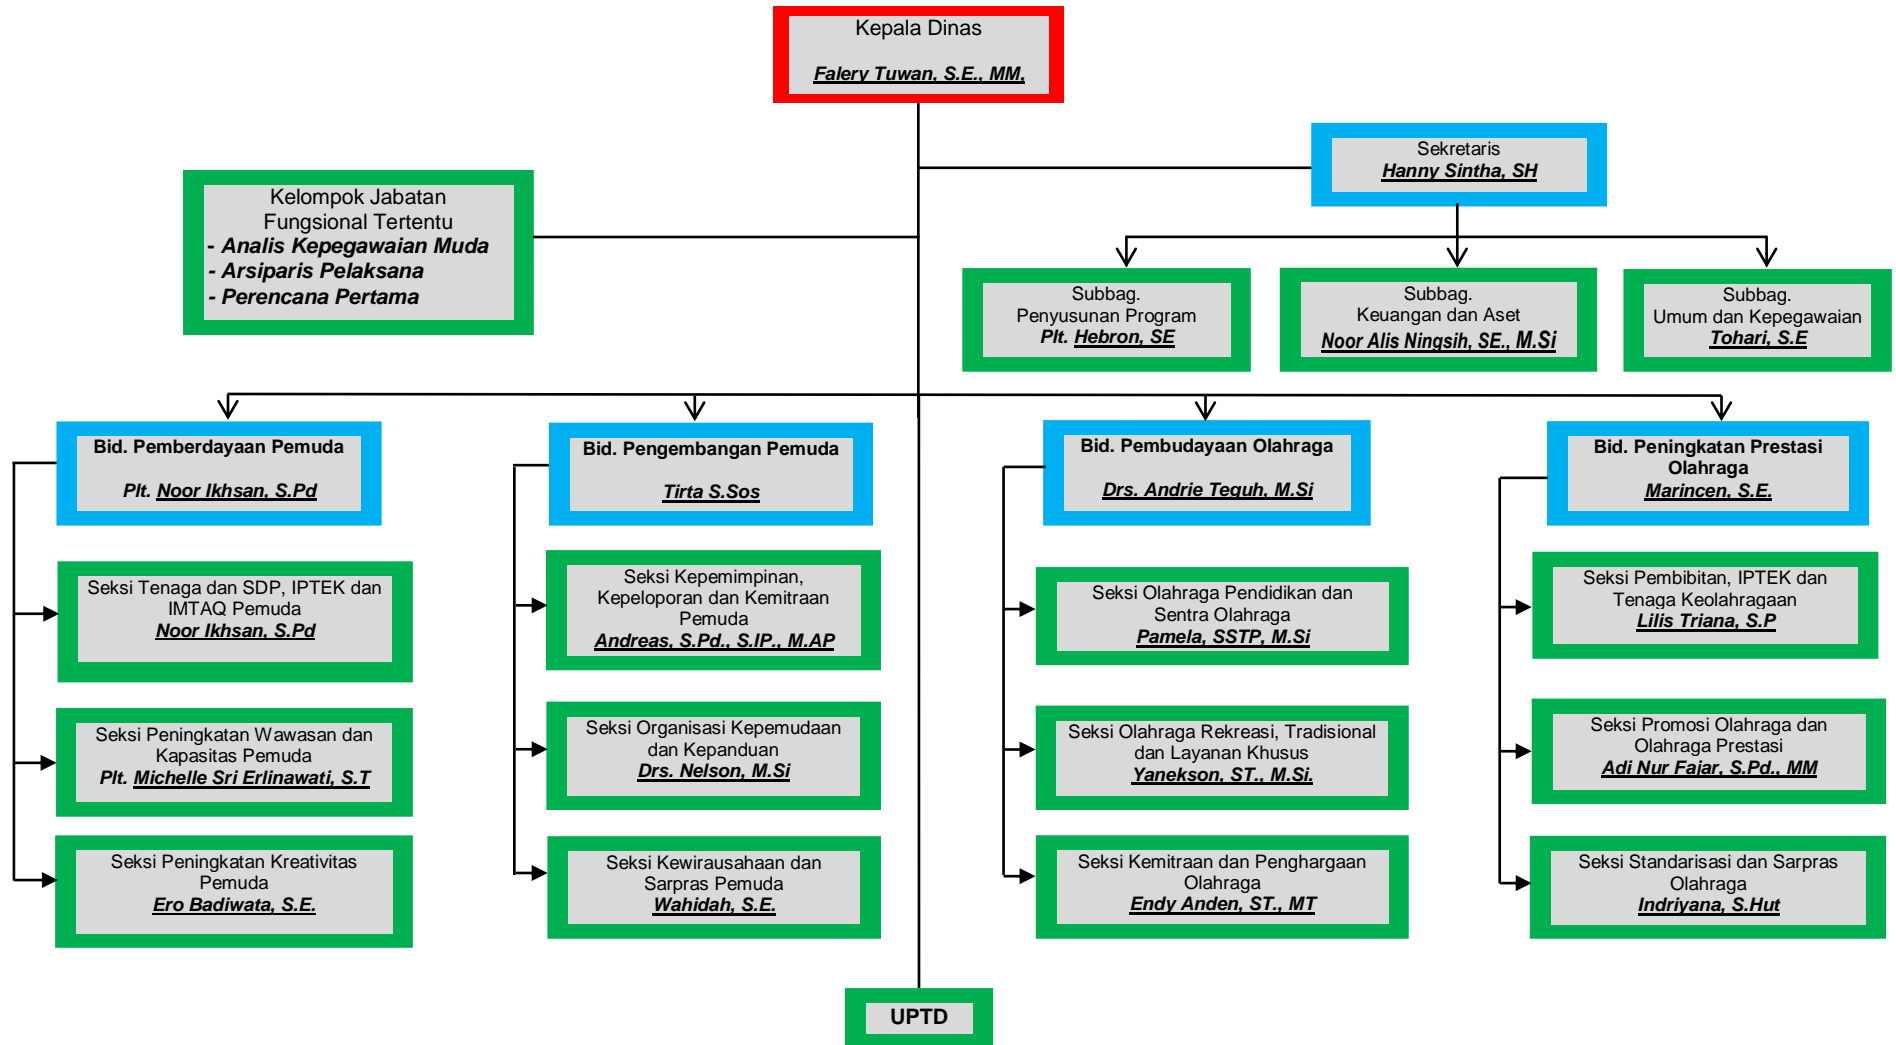 Kepala Dinas
Falery Tuwan, S.E., MM,
Sekretaris
Hanny Sintha, SH
Kelompok Jabatan
Fungsional Tertentu
- Analis Kepegawaian Muda
- Arsiparis Pelaksana
- Perencana Pertama
Subbag.
Penyusunan Program
Plt. Hebron, SE
Subbag.
Keuangan dan Aset
Noor Alis Ningsih, SE., M.Si
Subbag.
Umum dan Kepegawaian
Tohari, S.E
Bid. Pemberdayaan Pemuda
Plt. Noor Ikhsan, S.Pd
Bid. Pengembangan Pemuda
Tirta S.Sos
Bid. Pembudayaan Olahraga
Drs. Andrie Teguh, M.Si
Bid. Peningkatan Prestasi
Olahraga
Marincen, S.E.
Seksi Tenaga dan SDP, IPTEK dan
IMTAQ Pemuda
Noor Ikhsan, S.Pd
Seksi Kepemimpinan,
Kepeloporan dan Kemitraan
Pemuda
Andreas, S.Pd., S.IP., M.AP
Seksi Olahraga Pendidikan dan
Sentra Olahraga
Pamela, SSTP, M.Si
Seksi Pembibitan, IPTEK dan
Tenaga Keolahragaan
Lilis Triana, S.P
Seksi Peningkatan Wawasan dan
Kapasitas Pemuda
Plt. Michelle Sri Erlinawati, S.T
Seksi Organisasi Kepemudaan
dan Kepanduan
Drs. Nelson, M.Si
Seksi Olahraga Rekreasi, Tradisional
dan Layanan Khusus
Yanekson, ST., M.Si.
Seksi Promosi Olahraga dan
Olahraga Prestasi
Adi Nur Fajar, S.Pd., MM
Seksi Peningkatan Kreativitas
Pemuda
Ero Badiwata, S.E.
Seksi Kewirausahaan dan
Sarpras Pemuda
Wahidah, S.E.
Seksi Kemitraan dan Penghargaan
Olahraga
Endy Anden, ST., MT
Seksi Standarisasi dan Sarpras
Olahraga
Indriyana, S.Hut
UPTD